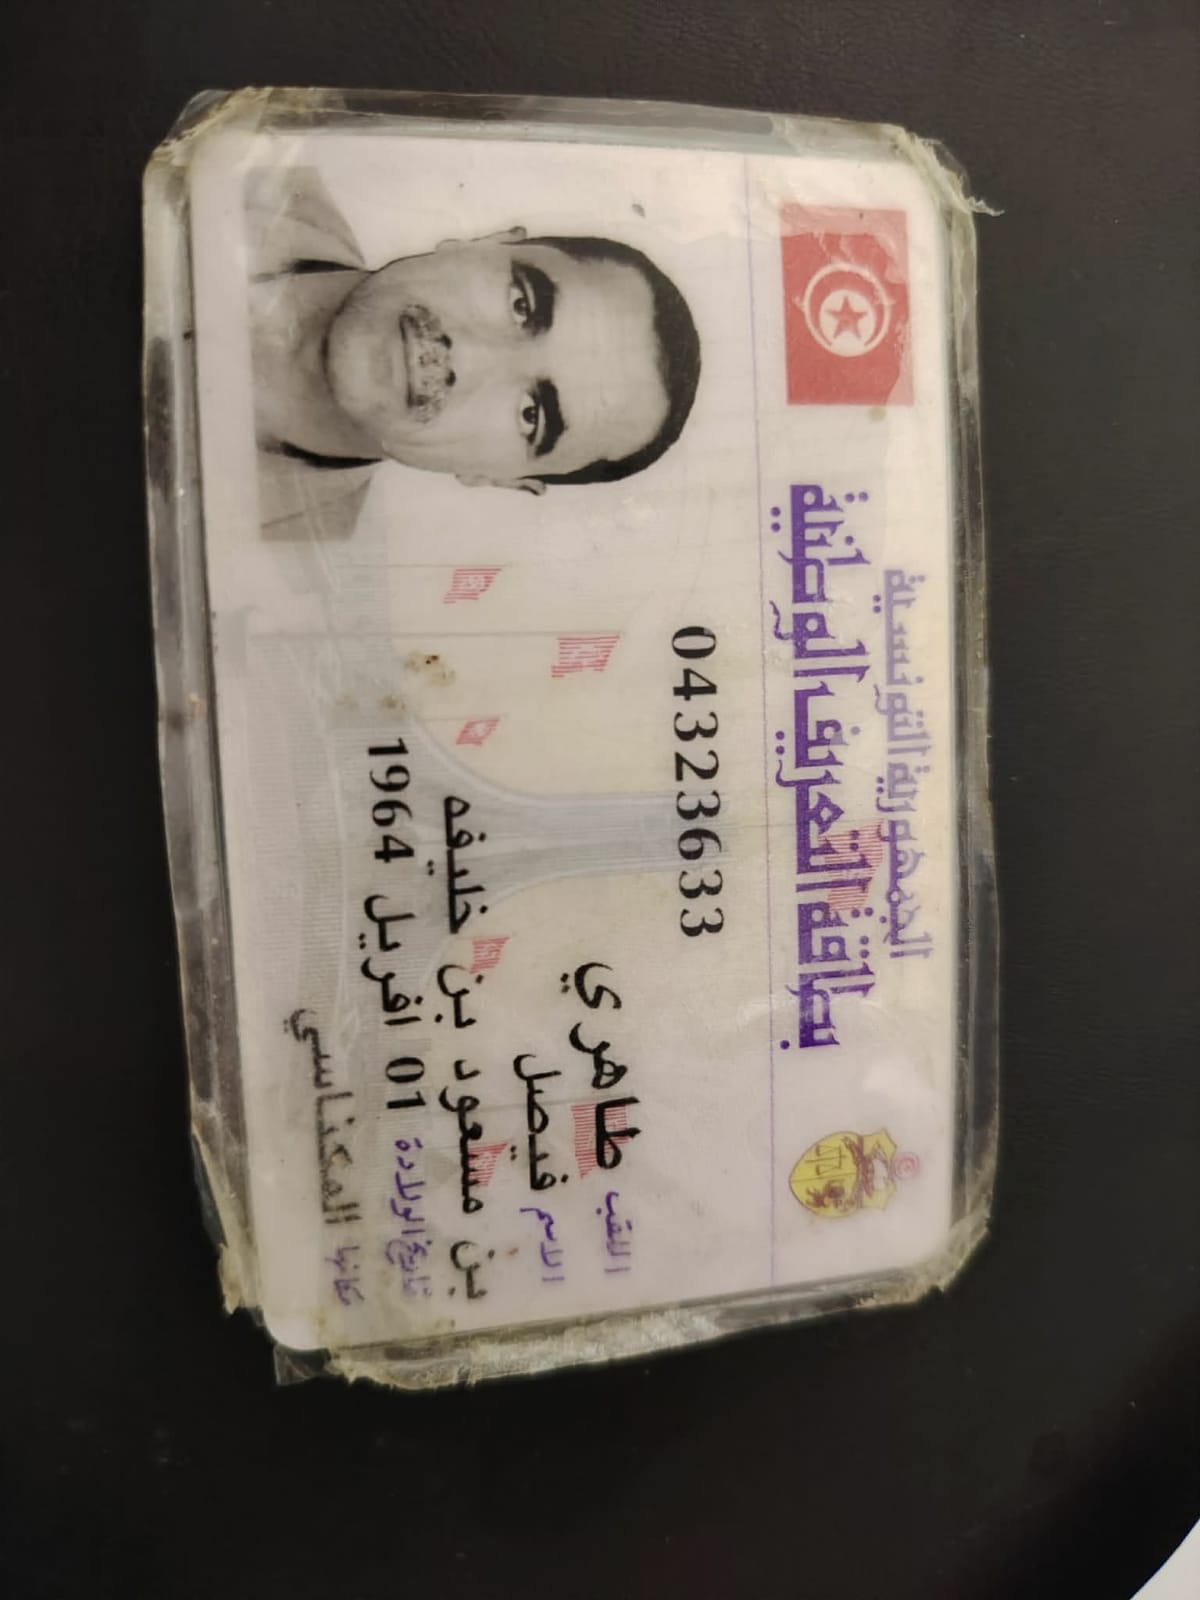 الجمهورية التونسية
بطاقة التعريف الوطنية
04323633
اللقب طاهري
الاسم فيصل
بن مسعود بن خليفه
تاريخ الولادة 01 افريل 1964
مكانها المكناسي